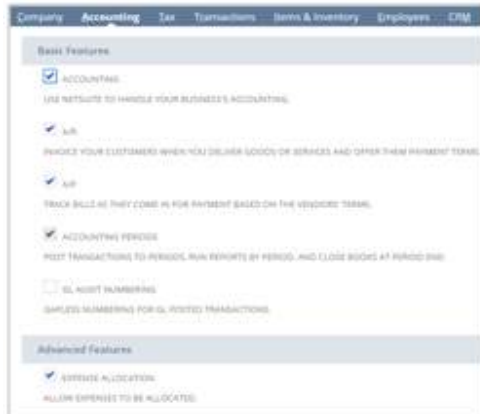 Company Accounting Tax Transactions Items & Inventory Employees CRM
Basic Features
ACCOUNTING
USE NETSUITE TO HANDLE YOUR BUSINESS'S ACCOUNTING.
A/R
INVOICE YOUR CUSTOMERS WHEN YOU DELIVER GOODS OR SERVICES AND OFFER THEM PAYMENT TERMS.
A/P
TRACK BILLS AS THEY COME IN FOR PAYMENT BASED ON THE VENDORS' TERMS.
ACCOUNTING PERIODS
POST TRANSACTIONS TO PERIODS, RUN REPORTS BY PERIOD, AND CLOSE BOOKS AT PERIOD END.
GL AUDIT NUMBERING
GAPLESS NUMBERING FOR GL POSTED TRANSACTIONS.
Advanced Features
EXPENSE ALLOCATION
ALLOW EXPENSES TO BE ALLOCATED.